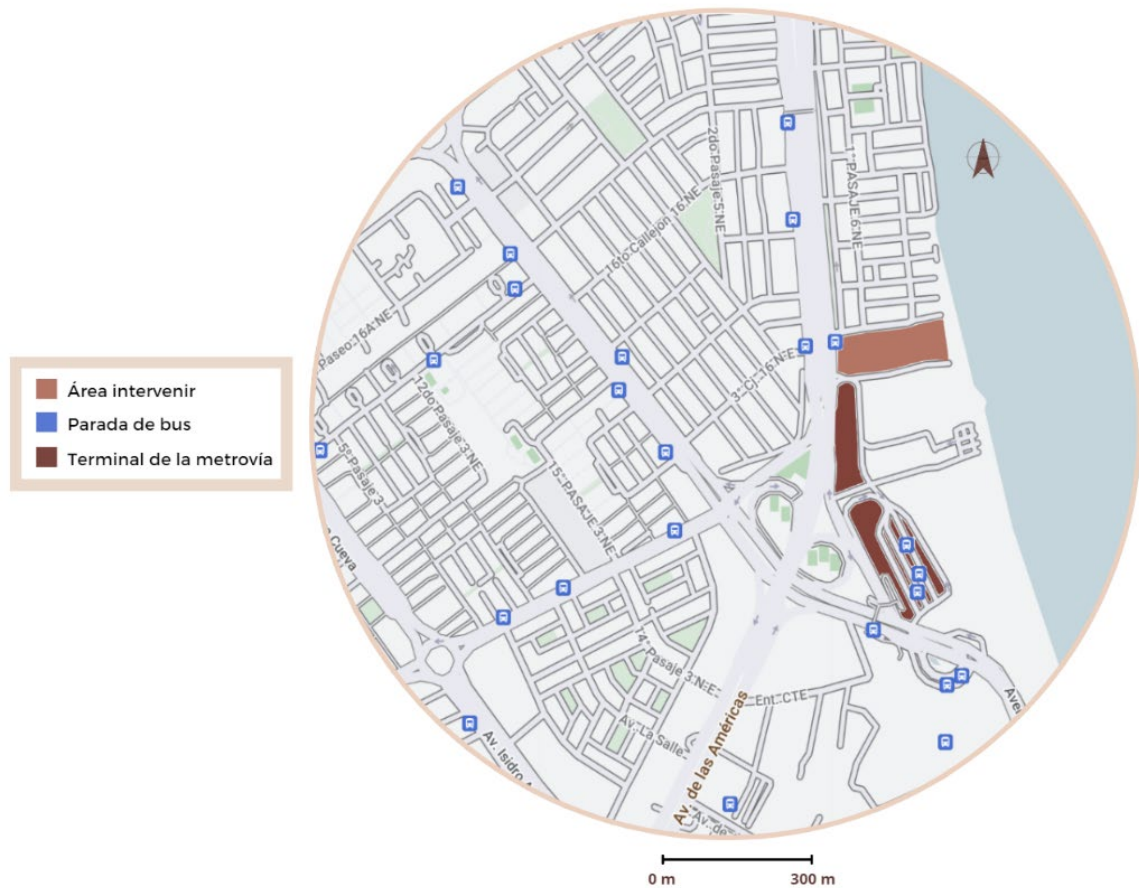 Área intervenir
Parada de bus
Terminal de la metrovía
2do Pasaje 5 NE
1° PASAJE 6 NE
16to Callejón 16 NE
Paseo 16A NE
12do Pasaje 3 NE
3° Cj. 16 N-E
15° PASAJE 3 NE
5° Pasaje 3
Cueva
4° Pasaje 3 N-E
Ent. CTE
Av. La Salle
Av. de las Américas
Av. Isidro
Av. de
Ave
0 m
300 m